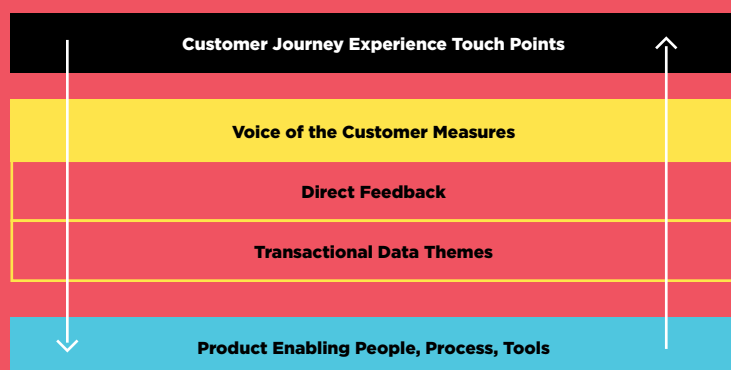 Customer Journey Experience Touch Points
Voice of the Customer Measures
Direct Feedback
Transactional Data Themes
Product Enabling People, Process, Tools